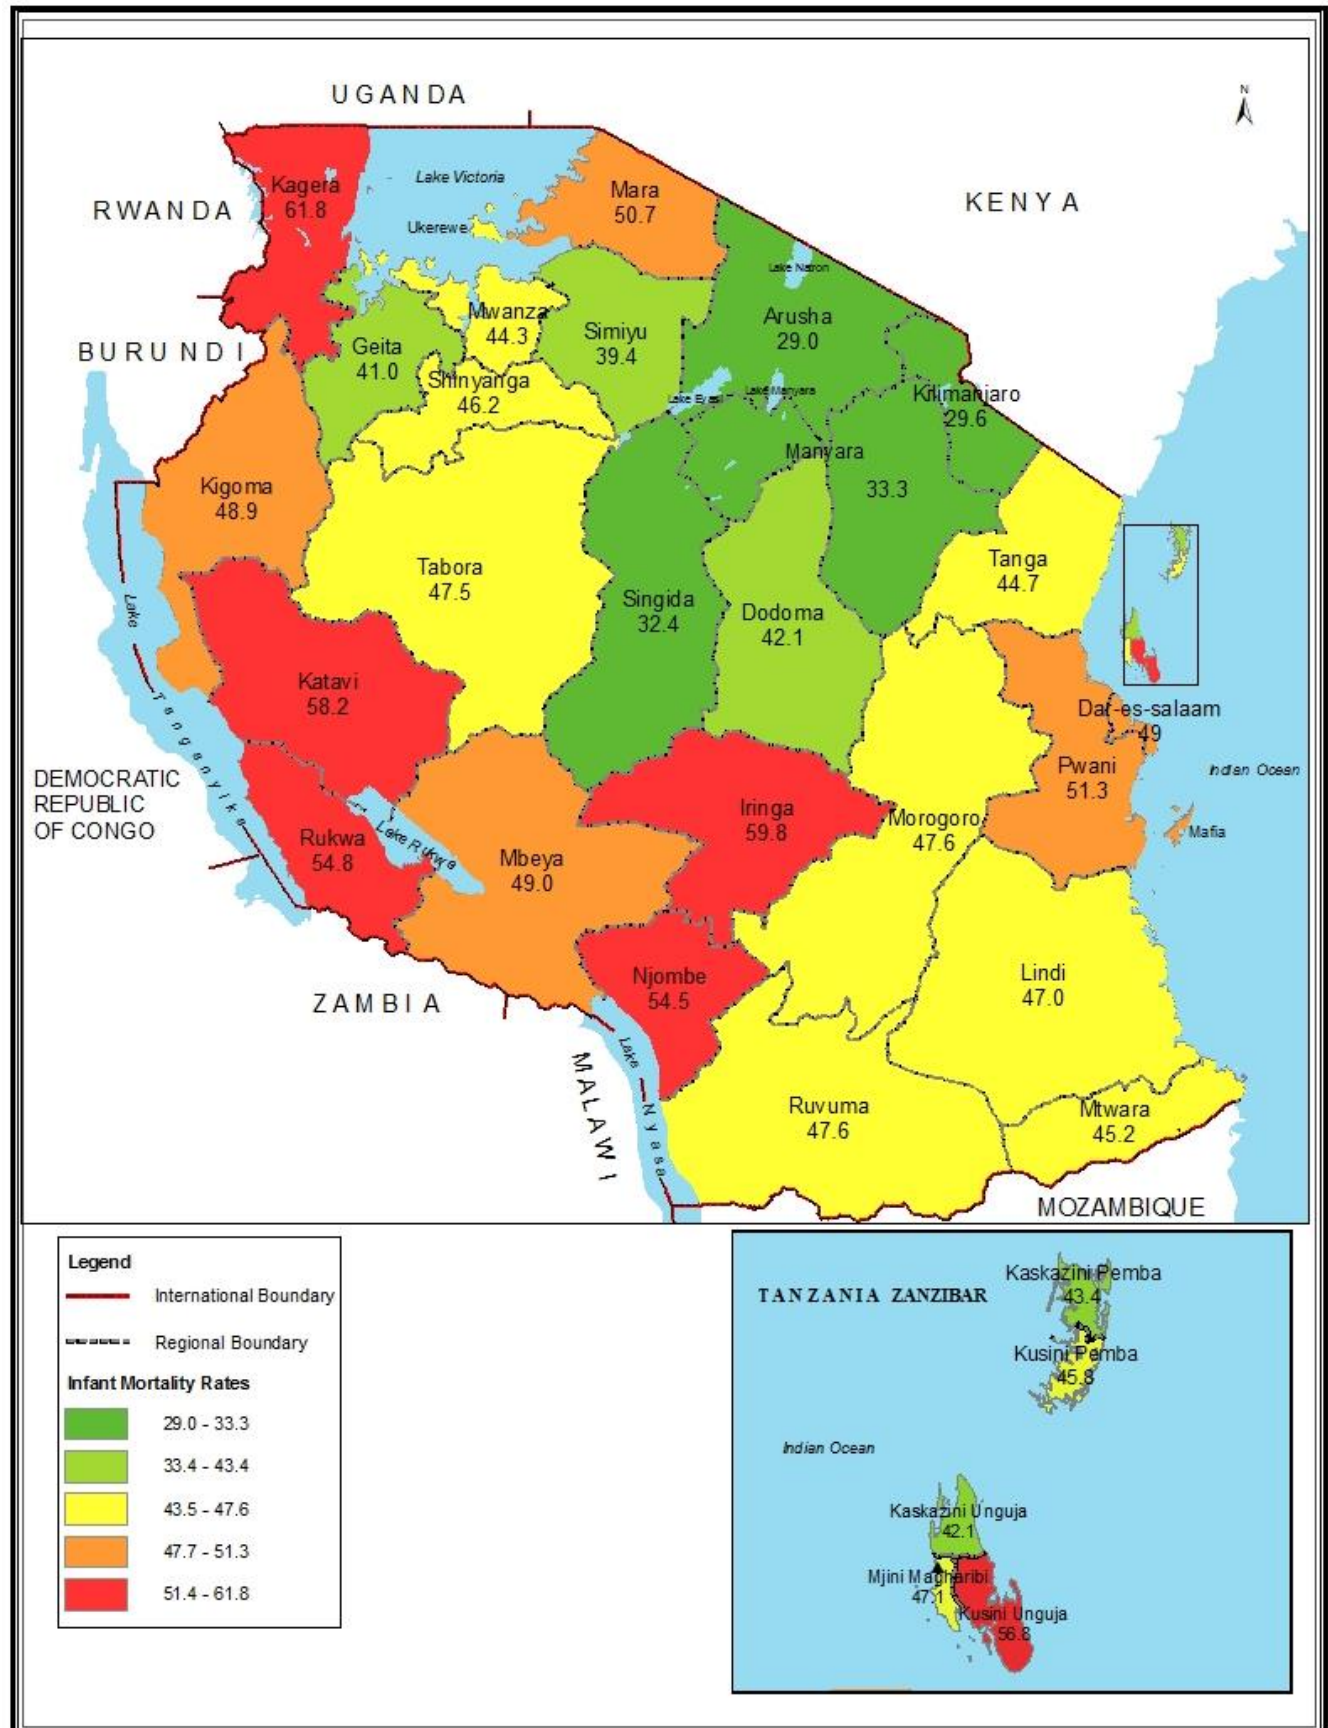 N
UGANDA
KENYA
RWANDA
BURUNDI
DEMOCRATIC
REPUBLIC
OF CONGO
ZAMBIA
MALAWI
MOZAMBIQUE
Lake Victoria
Ukerewe
Kagera
61.8
Mara
50.7
Lake Natron
Arusha
29.0
Mwanza
44.3
Simiyu
39.4
Geita
41.0
Shinyanga
46.2
Lake Eyasi
Lake Manyara
Kilimanjaro
29.6
Manyara
33.3
Kigoma
48.9
Tabora
47.5
Singida
32.4
Dodoma
42.1
Tanga
44.7
Katavi
58.2
Lake Tanganyika
Dar-es-salaam
49
Pwani
51.3
Indian Ocean
Mafia
Rukwa
54.8
Lake Rukwa
Mbeya
49.0
Iringa
59.8
Morogoro
47.6
Njombe
54.5
Lindi
47.0
Lake Nyasa
Ruvuma
47.6
Mtwara
45.2
Legend
International Boundary
Regional Boundary
Infant Mortality Rates
29.0 - 33.3
33.4 - 43.4
43.5 - 47.6
47.7 - 51.3
51.4 - 61.8
TANZANIA ZANZIBAR
Kaskazini Pemba
43.4
Kusini Pemba
45.8
Indian Ocean
Kaskazini Unguja
42.1
Mjini Magharibi
47.1
Kusini Unguja
56.8